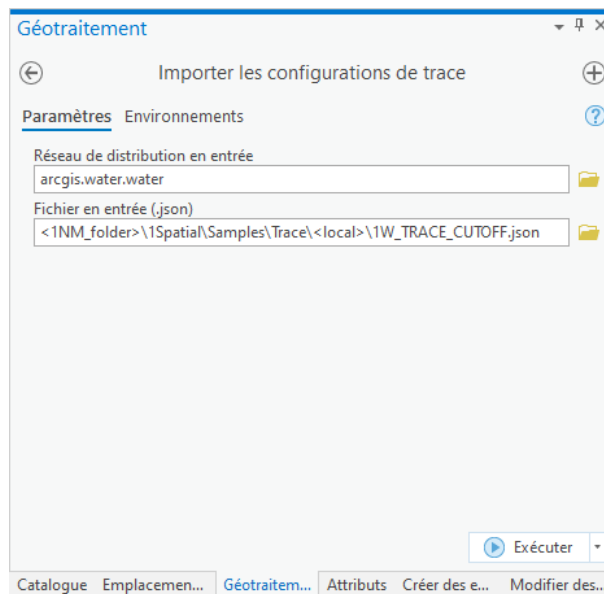 Géotraitement
Importer les configurations de trace
Paramètres Environnements
Réseau de distribution en entrée
arcgis.water.water
Fichier en entrée (.json)
<1NM_folder>\1Spatial\Samples\Trace\<local>\1W_TRACE_CUTOFF.json
Exécuter
Catalogue Emplacemen... Géotraitem... Attributs Créer des e... Modifier des...